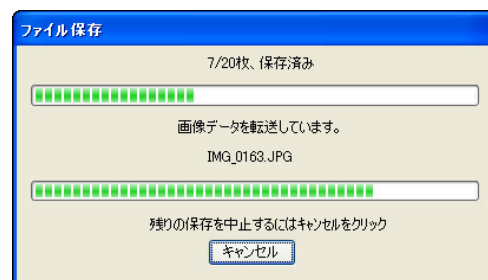 ファイル保存
7/20枚、保存済み
画像データを転送しています。
IMG_0163.JPG
残りの保存を中止するにはキャンセルをクリック
キャンセル